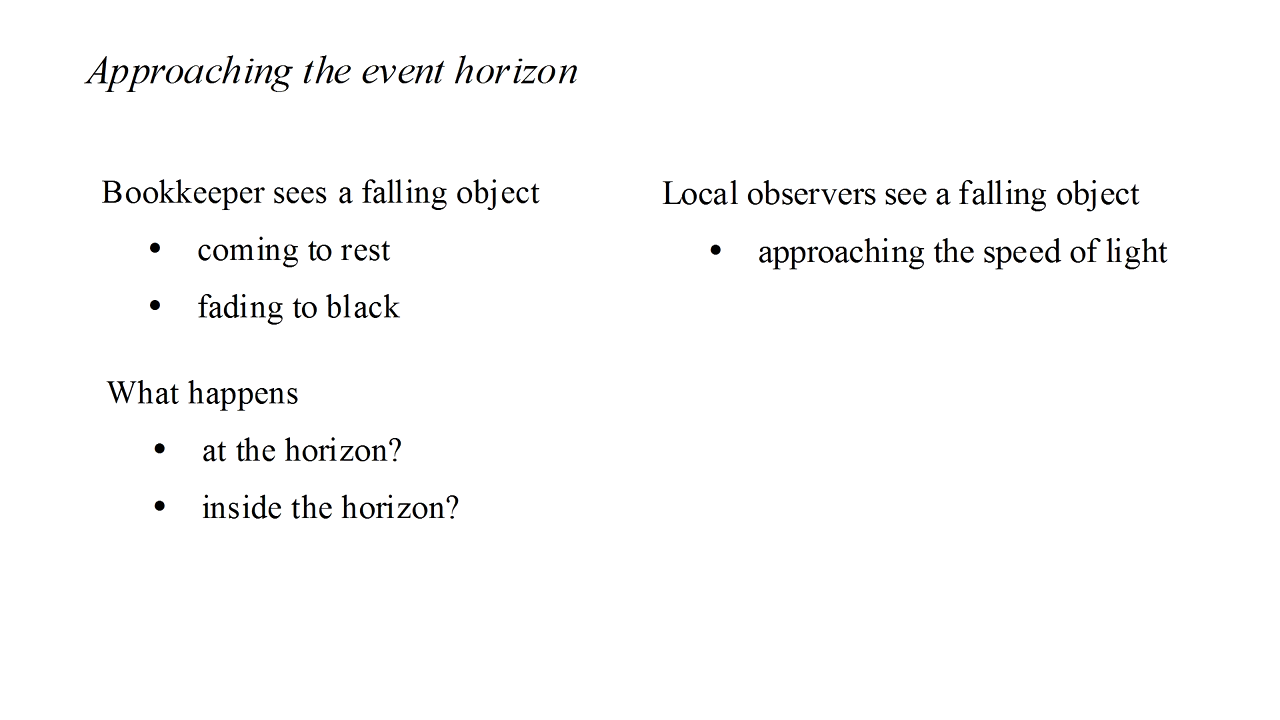 Approaching the event horizon
Bookkeeper sees a falling object
• coming to rest
• fading to black
Local observers see a falling object
• approaching the speed of light
What happens
• at the horizon?
• inside the horizon?